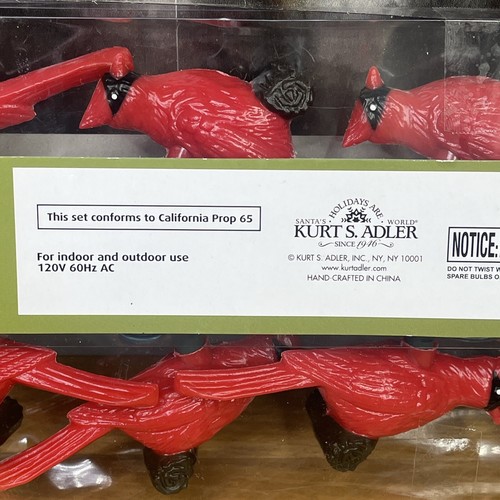 This set conforms to California Prop 65
For indoor and outdoor use
120V 60Hz AC
HOLIDAYS ARE
SANTA'S WORLD®
KURT S. ADLER
SINCE 1946
© KURT S. ADLER, INC., NY, NY 10001
www.kurtadler.com
HAND-CRAFTED IN CHINA
NOTICE:
DO NOT TWIST
SPARE BULBS